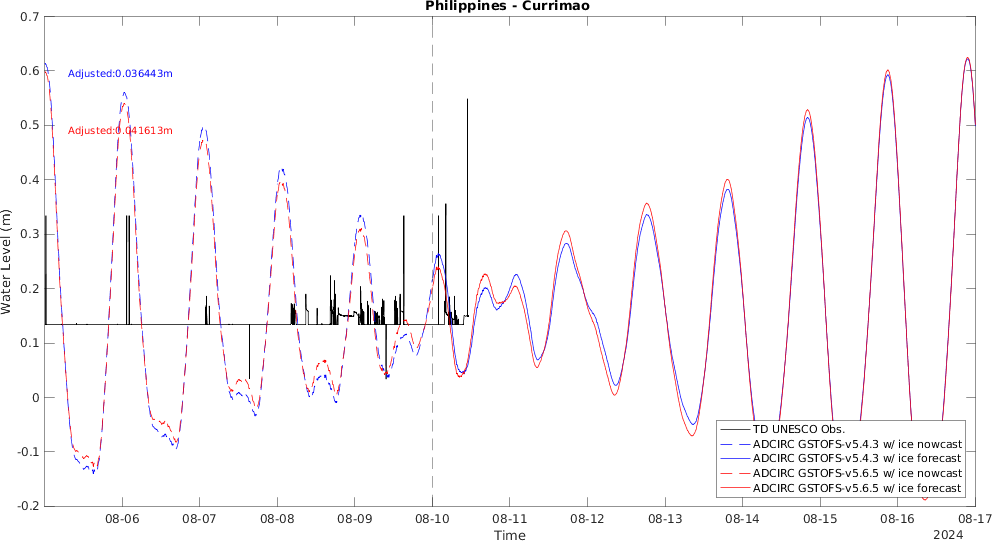 Philippines - Currimao
0.7
0.6
0.5
0.4
0.3
0.2
0.1
0
-0.1
-0.2
Water Level (m)
Adjusted:0.036443m
Adjusted:0.041613m
TD UNESCO Obs.
ADCIRC GSTOFS-v5.4.3 w/ ice nowcast
ADCIRC GSTOFS-v5.4.3 w/ ice forecast
ADCIRC GSTOFS-v5.6.5 w/ ice nowcast
ADCIRC GSTOFS-v5.6.5 w/ ice forecast
08-06 08-07 08-08 08-09 08-10 08-11 08-12 08-13 08-14 08-15 08-16 08-17
Time
2024